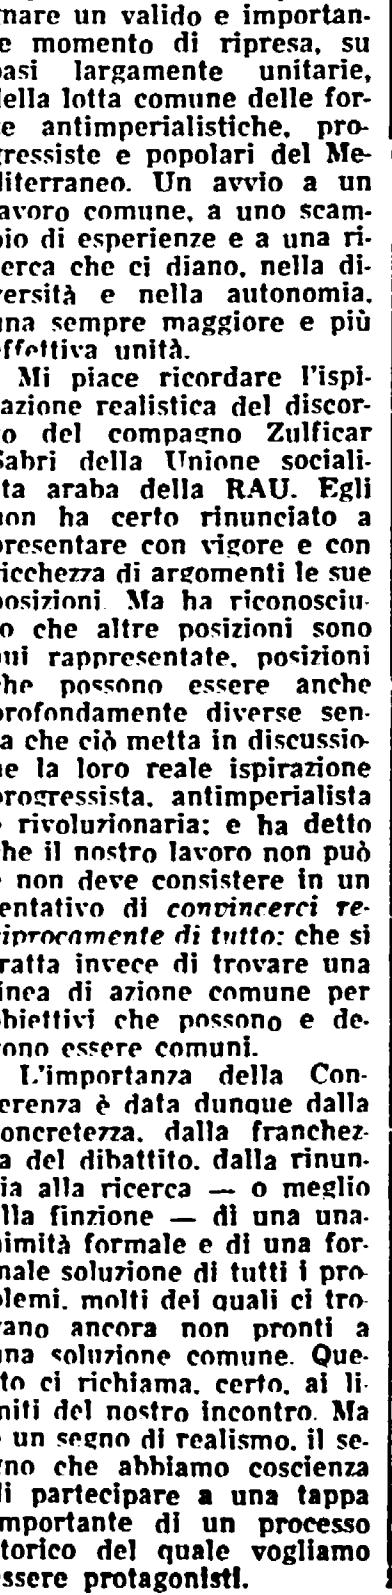 gnare un valido e importan-
e momento di ripresa, su
basi largamente unitarie,
della lotta comune delle for-
ze antimperialistiche, pro-
gressiste e popolari del Me-
diterraneo. Un avvio a un
lavoro comune, a uno scam-
bio di esperienze e a una ri-
cerca che ci diano, nella di-
versità e nella autonomia,
una sempre maggiore e più
effettiva unità.
Mi piace ricordare l'ispi-
razione realistica del discor-
so del compagno Zulficar
Sabri della Unione sociali-
sta araba della RAU. Egli
non ha certo rinunciato a
presentare con vigore e con
ricchezza di argomenti le sue
posizioni. Ma ha riconosciu-
to che altre posizioni sono
qui rappresentate, posizioni
che possono essere anche
profondamente diverse sen-
za che ciò metta in discussio-
ne la loro reale ispirazione
progressista, antimperialista
e rivoluzionaria; e ha detto
che il nostro lavoro non può
e non deve consistere in un
tentativo di convincerci re-
ciprocamente di tutto: che si
tratta invece di trovare una
linea di azione comune per
obiettivi che possono e de-
vono essere comuni.
L'importanza della Con-
ferenza è data dunque dalla
concretezza, dalla franchez-
za del dibattito, dalla rinun-
cia alla ricerca — o meglio
alla finzione — di una una-
nimità formale e di una for-
male soluzione di tutti i pro-
blemi, molti dei quali ci tro-
vano ancora non pronti a
una soluzione comune. Que-
sto ci richiama, certo, ai li-
miti del nostro incontro. Ma
è un segno di realismo, il se-
gno che abbiamo coscienza
di partecipare a una tappa
importante di un processo
storico del quale vogliamo
essere protagonisti.